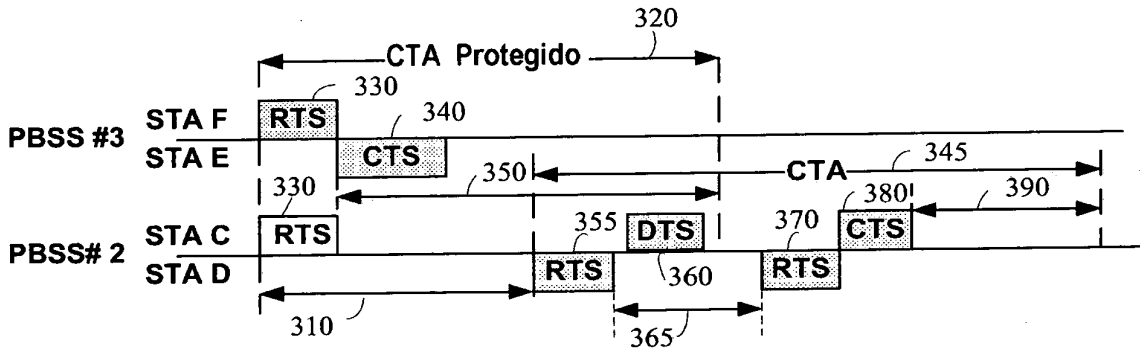 320
CTA Protegido
330
340
PBSS #3
STA F
RTS
STA E
CTS
345
CTA
350
330
380
390
PBSS# 2
STA C
RTS
355
DTS
370
CTS
STA D
RTS
360
RTS
310
365